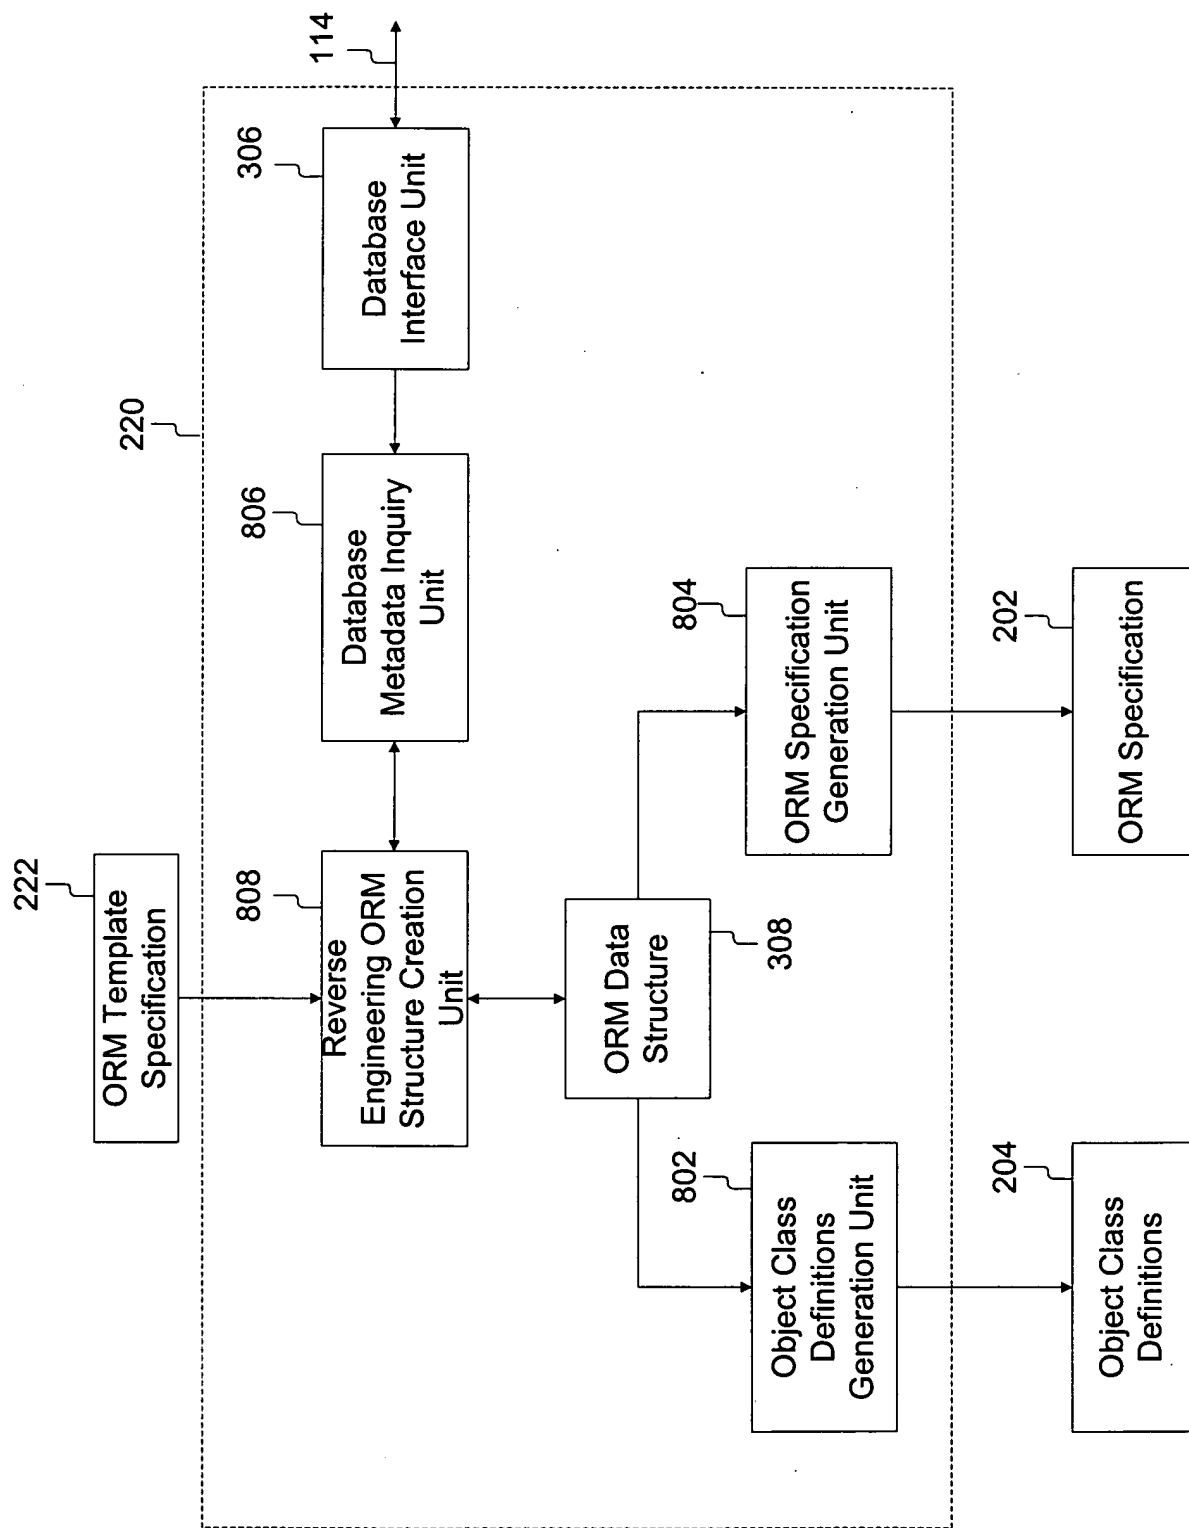 222
ORM Template
Specification
220
808
Reverse
Engineering ORM
Structure Creation
Unit
806
Database
Metadata Inquiry
Unit
306
Database
Interface Unit
114
ORM Data
Structure
308
802
Object Class
Definitions
Generation Unit
804
ORM Specification
Generation Unit
204
Object Class
Definitions
202
ORM Specification